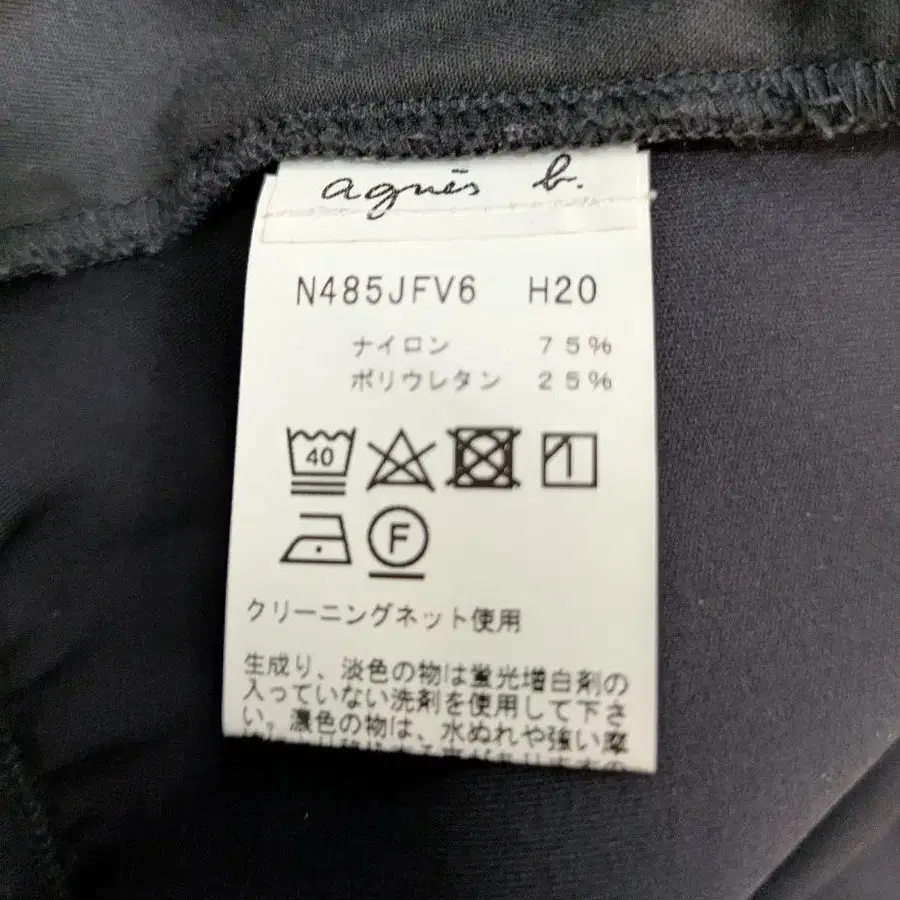 agnès b.
N485JFV6 H20
ナイロン 75%
ポリウレタン 25%
40
F
クリーニングネット使用
生成り、淡色の物は蛍光増白剤の
入っていない洗剤を使用して下さ
い。濃色の物は、水ぬれや強い摩